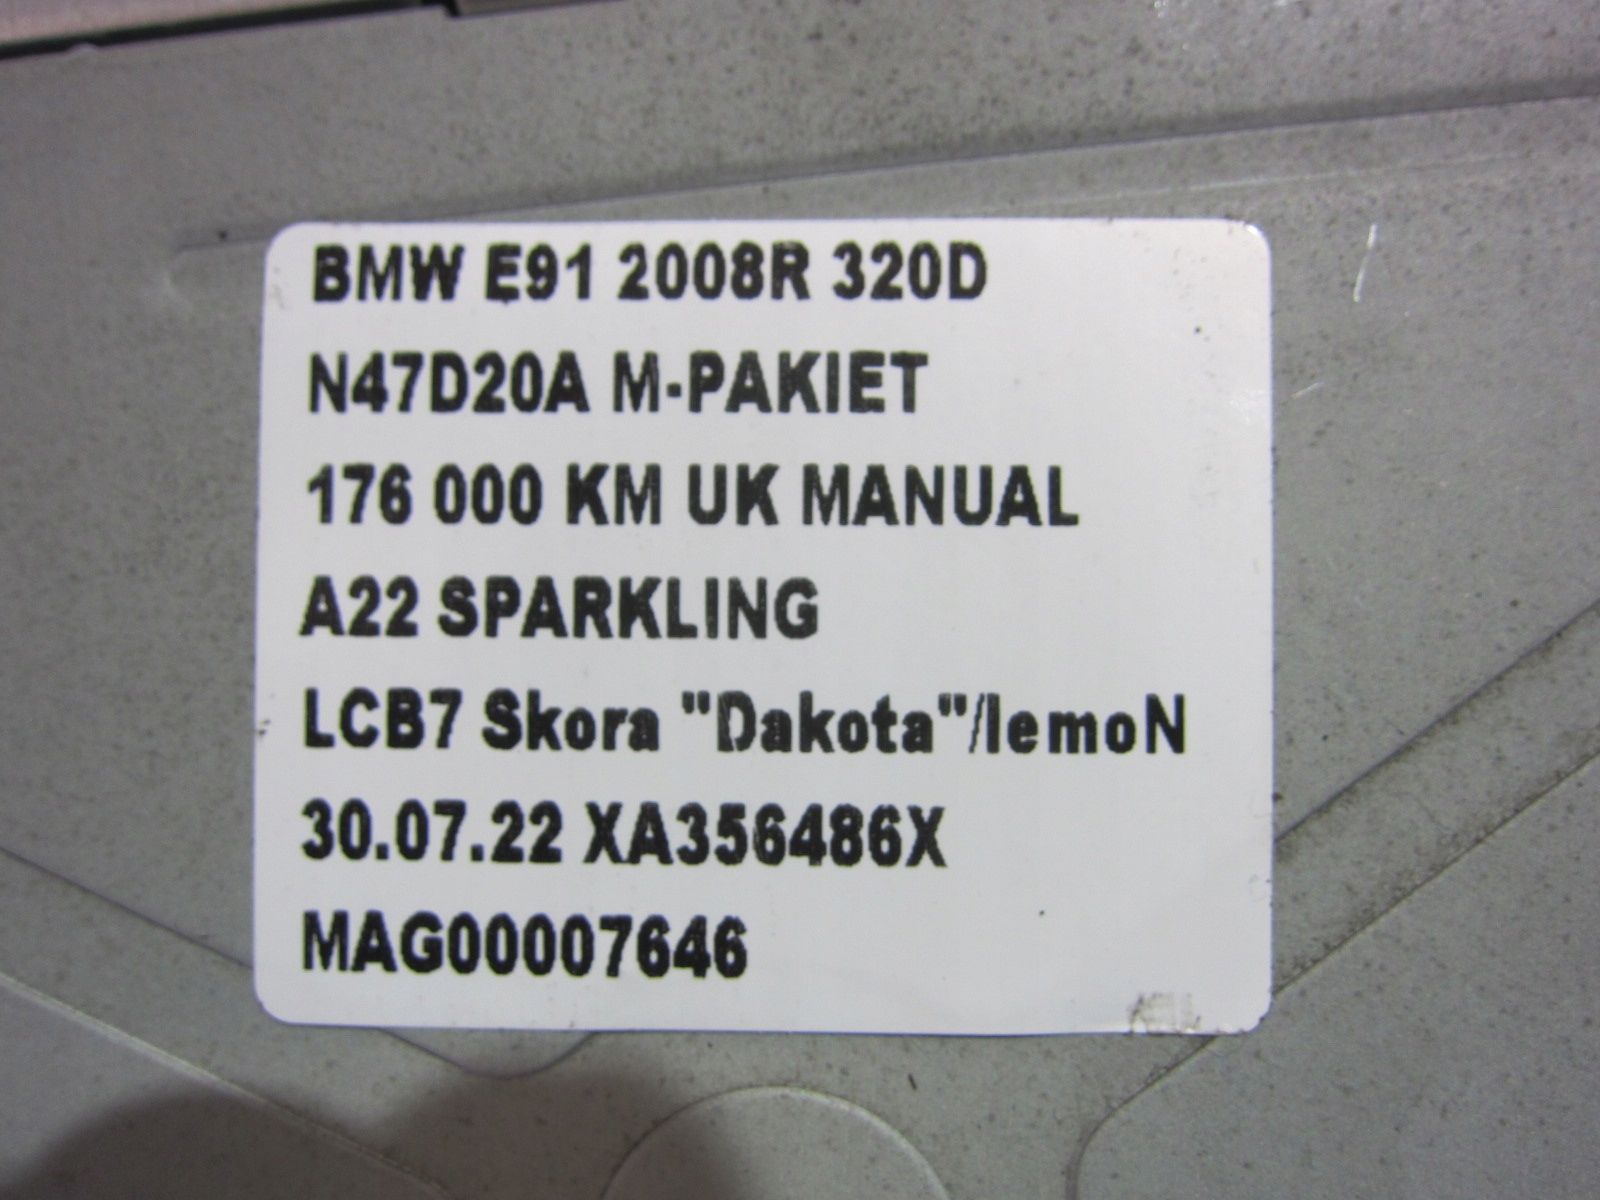 BMW E91 2008R 320D
N47D20A M-PAKIET
176 000 KM UK MANUAL
A22 SPARKLING
LCB7 Skora "Dakota"/lemoN
30.07.22 XA356486X
MAG00007646